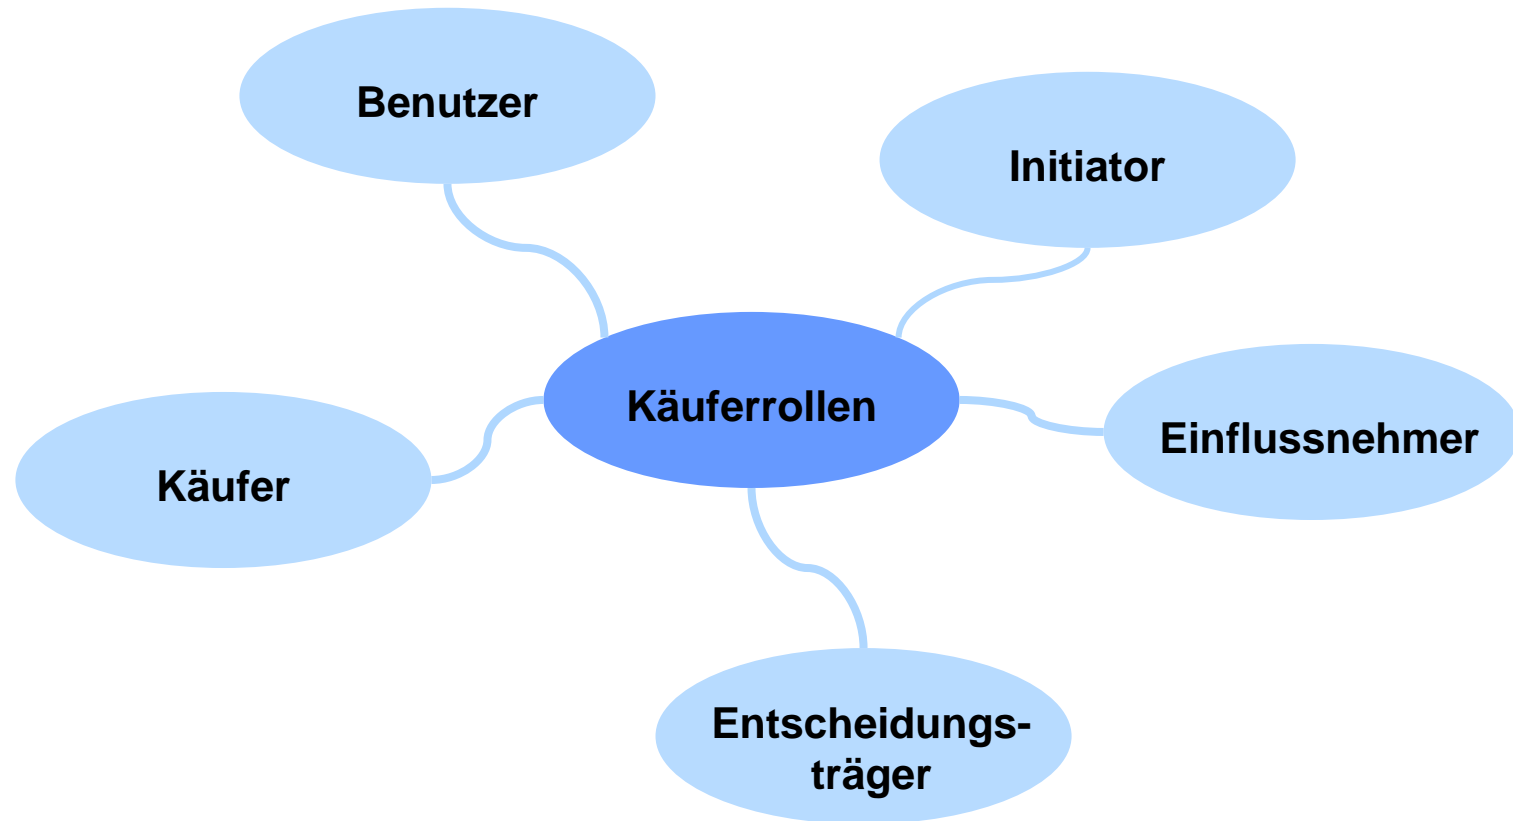 Benutzer
Initiator
Käuferrollen
Einflussnehmer
Käufer
Entscheidungs-
träger